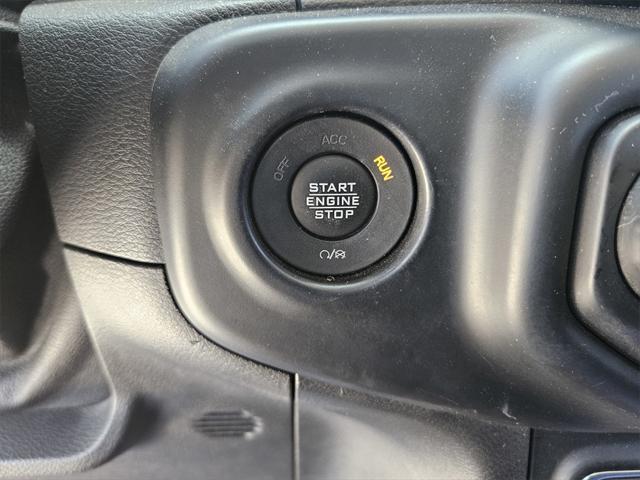 ACC
OFF
RUN
START
ENGINE
STOP